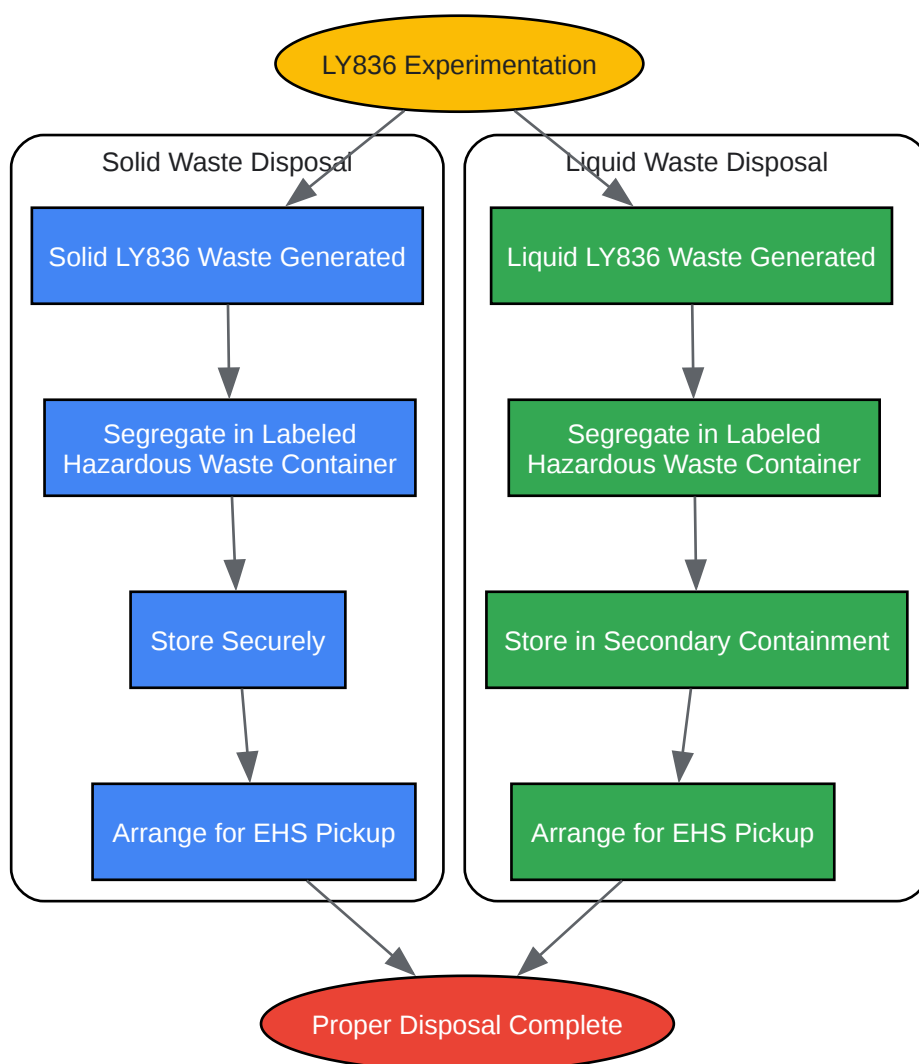 LY836 Experimentation
Solid Waste Disposal
Solid LY836 Waste Generated
Segregate in Labeled
Hazardous Waste Container
Store Securely
Arrange for EHS Pickup
Liquid Waste Disposal
Liquid LY836 Waste Generated
Segregate in Labeled
Hazardous Waste Container
Store in Secondary Containment
Arrange for EHS Pickup
Proper Disposal Complete